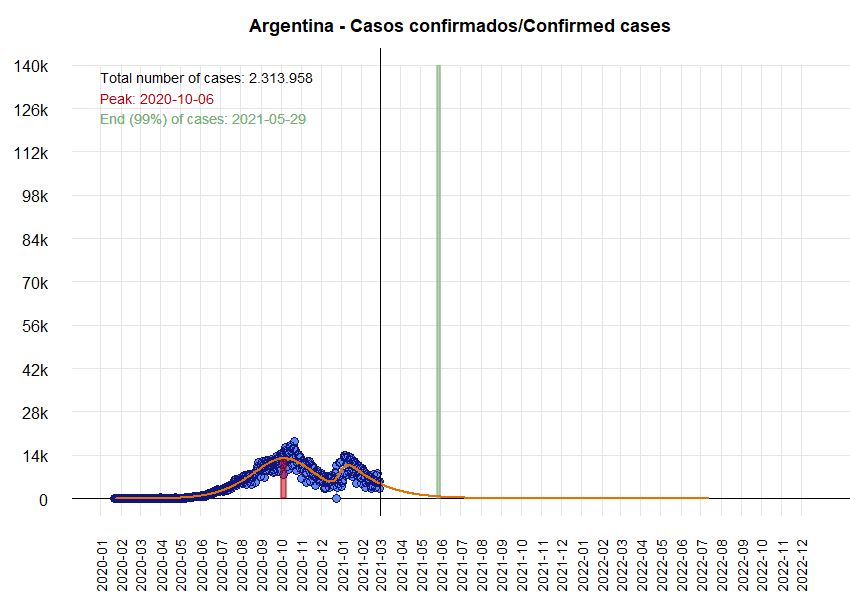 Argentina - Casos confirmados/Confirmed cases
Total number of cases: 2.313.958
Peak: 2020-10-06
End (99%) of cases: 2021-05-29
140k
126k
112k
98k
84k
70k
56k
42k
28k
14k
0
2020-01
2020-02
2020-03
2020-04
2020-05
2020-06
2020-07
2020-08
2020-09
2020-10
2020-11
2020-12
2021-01
2021-02
2021-03
2021-04
2021-05
2021-06
2021-07
2021-08
2021-09
2021-10
2021-11
2021-12
2022-01
2022-02
2022-03
2022-04
2022-05
2022-06
2022-07
2022-08
2022-09
2022-10
2022-11
2022-12